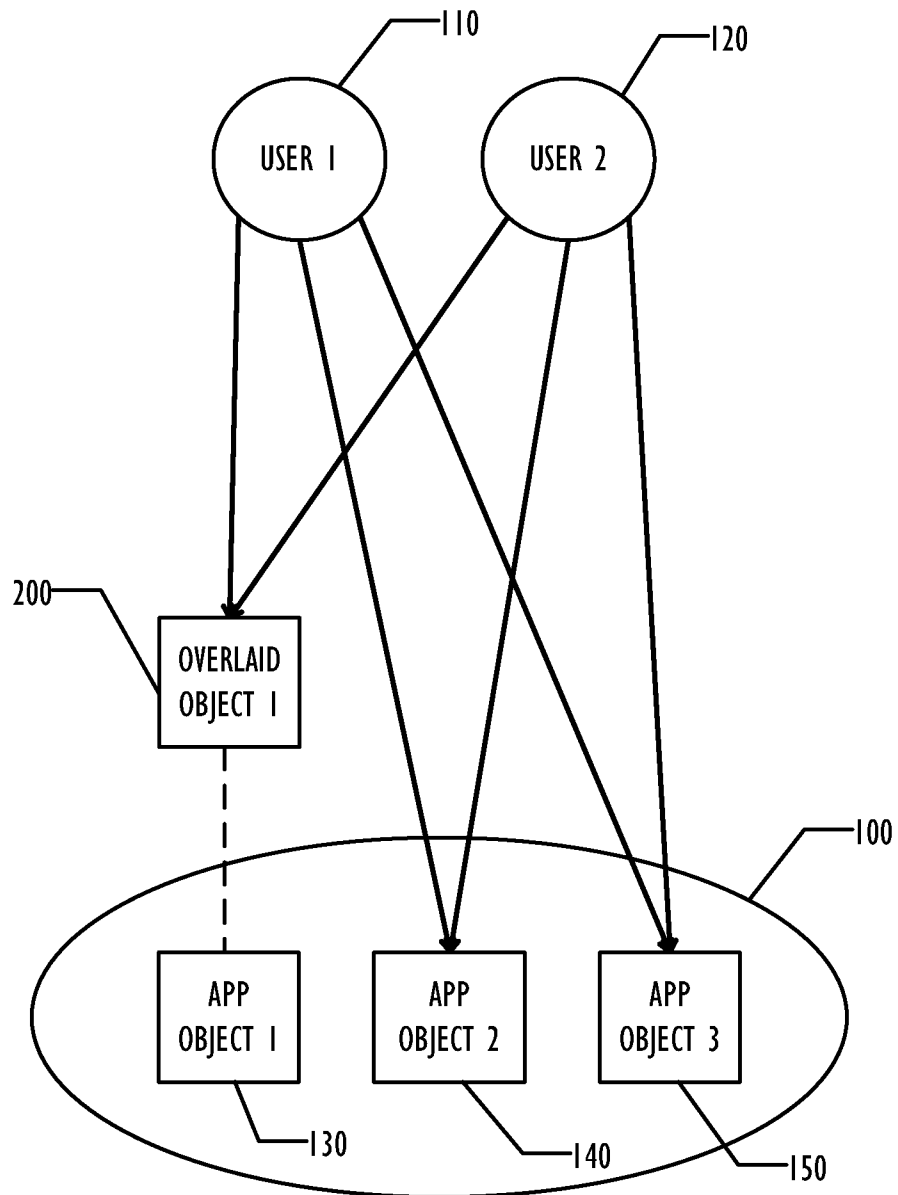 110
120
USER 1
USER 2
200
OVERLAID
OBJECT 1
100
APP
OBJECT 1
APP
OBJECT 2
APP
OBJECT 3
130
140
150